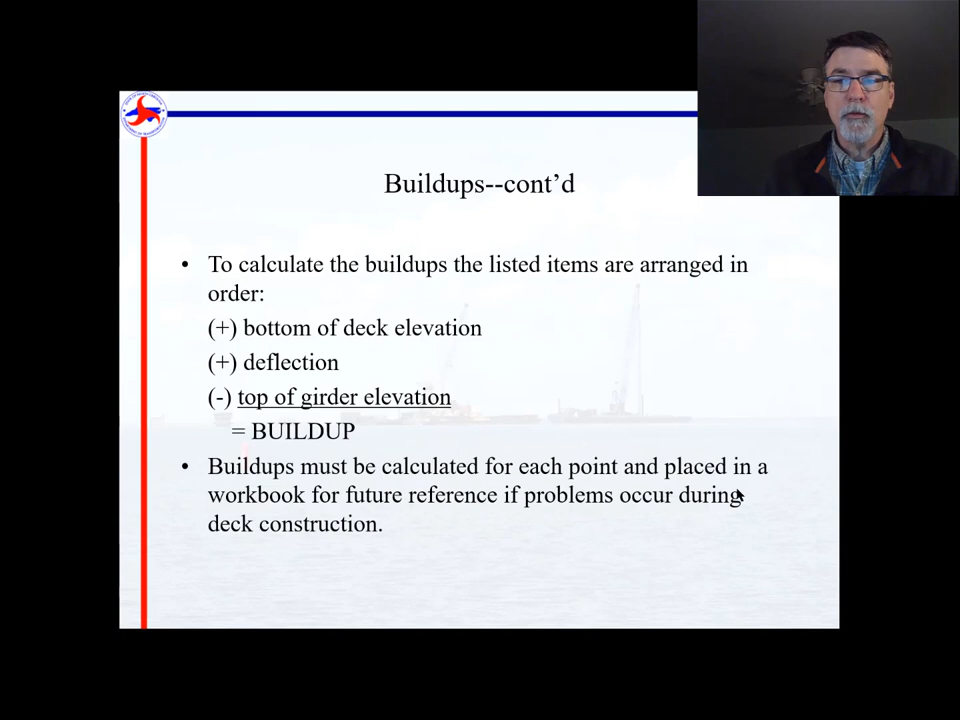 Buildups--cont’d
• To calculate the buildups the listed items are arranged in
order:
(+) bottom of deck elevation
(+) deflection
(-) top of girder elevation
= BUILDUP
• Buildups must be calculated for each point and placed in a
workbook for future reference if problems occur during
deck construction.